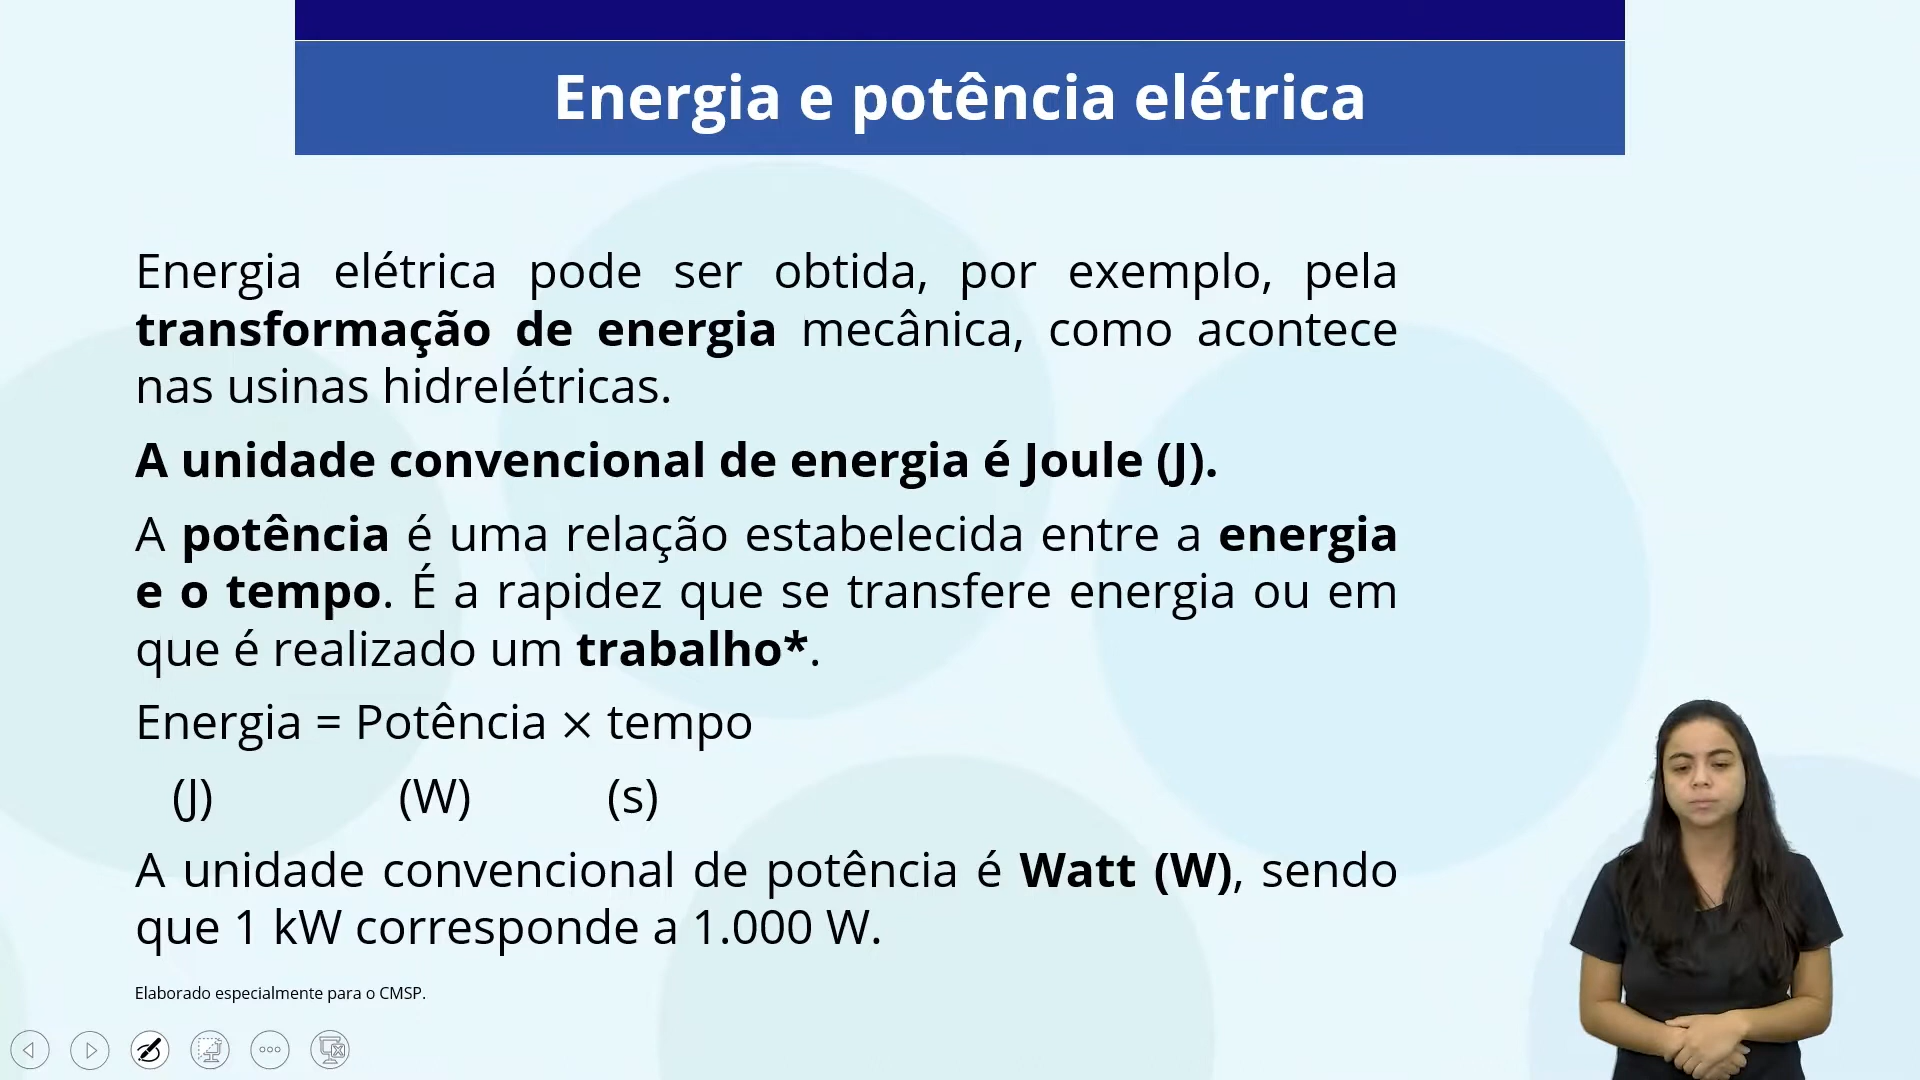 Energia e potência elétrica
Energia elétrica pode ser obtida, por exemplo, pela
transformação de energia mecânica, como acontece
nas usinas hidrelétricas.
A unidade convencional de energia é Joule (J).
A potência é uma relação estabelecida entre a energia
e o tempo. É a rapidez que se transfere energia ou em
que é realizado um trabalho*.
Energia = Potência × tempo
(J) (W) (s)
A unidade convencional de potência é Watt (W), sendo
que 1 kW corresponde a 1.000 W.
Elaborado especialmente para o CMSP.